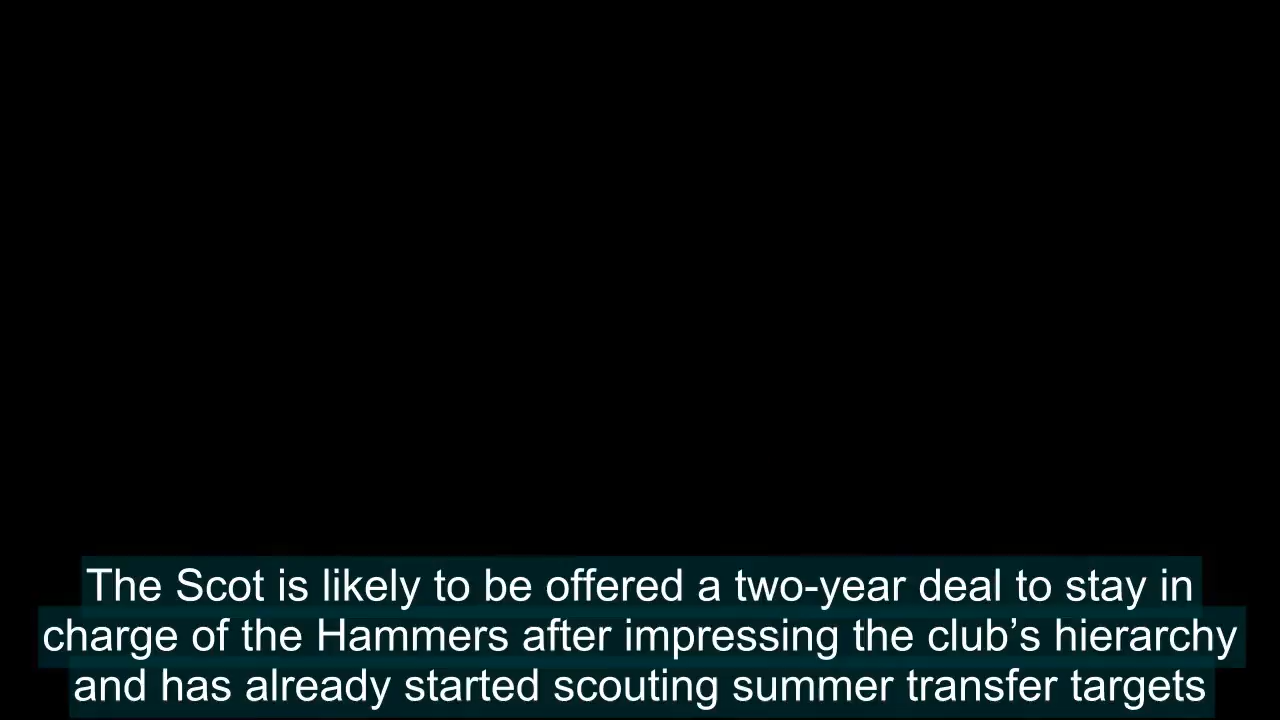 The Scot is likely to be offered a two-year deal to stay in
charge of the Hammers after impressing the club’s hierarchy
and has already started scouting summer transfer targets